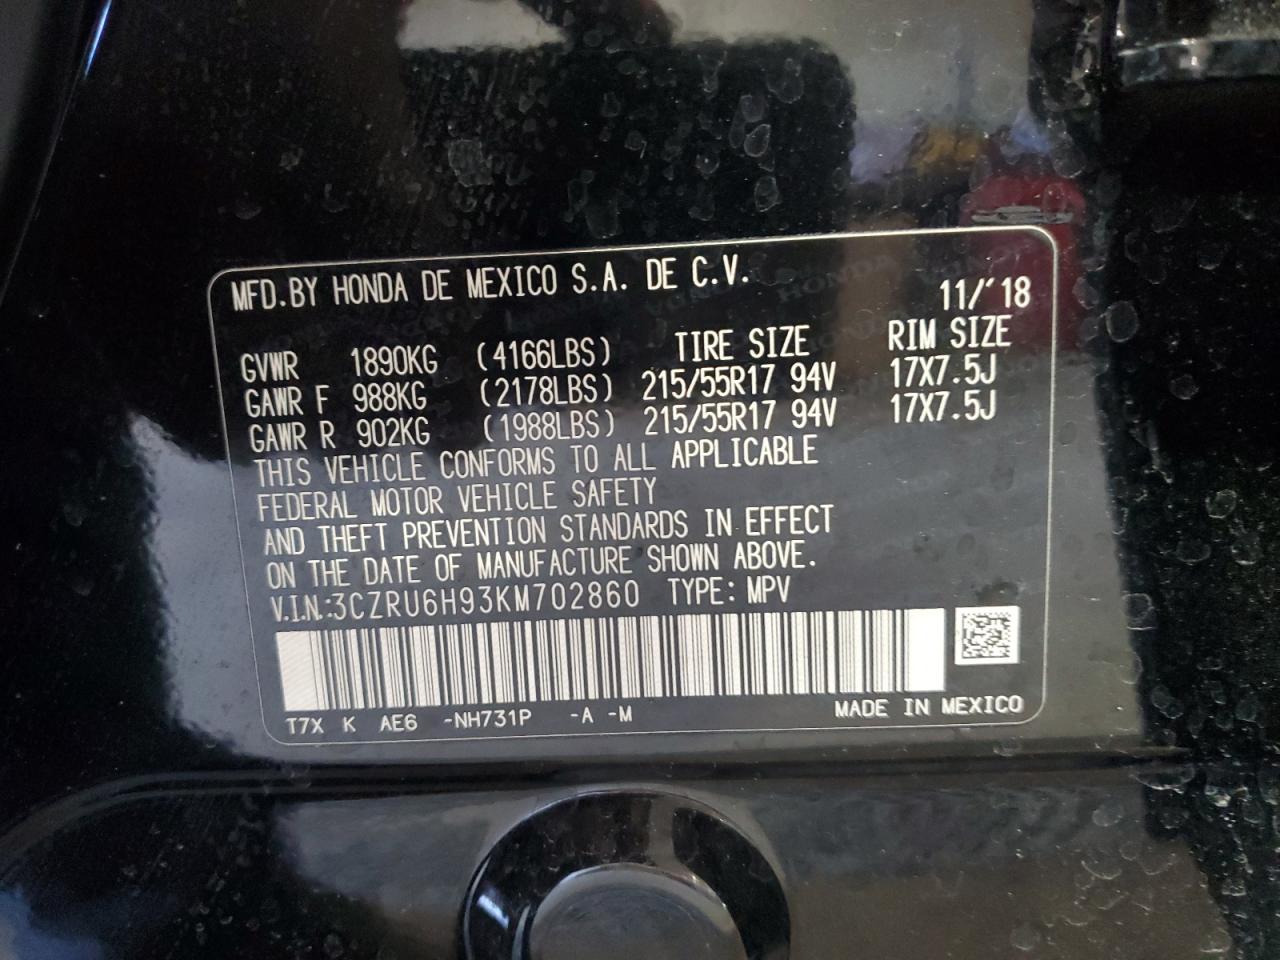 MFD.BY HONDA DE MEXICO S.A. DE C.V.
11/'18
GVWR 1890KG (4166LBS) TIRE SIZE RIM SIZE
GAWR F 988KG (2178LBS) 215/55R17 94V 17X7.5J
GAWR R 902KG (1988LBS) 215/55R17 94V 17X7.5J
THIS VEHICLE CONFORMS TO ALL APPLICABLE
FEDERAL MOTOR VEHICLE SAFETY
AND THEFT PREVENTION STANDARDS IN EFFECT
ON THE DATE OF MANUFACTURE SHOWN ABOVE.
V.I.N.:3CZRU6H93KM702860 TYPE: MPV
T7X K AE6 -NH731P -A -M MADE IN MEXICO